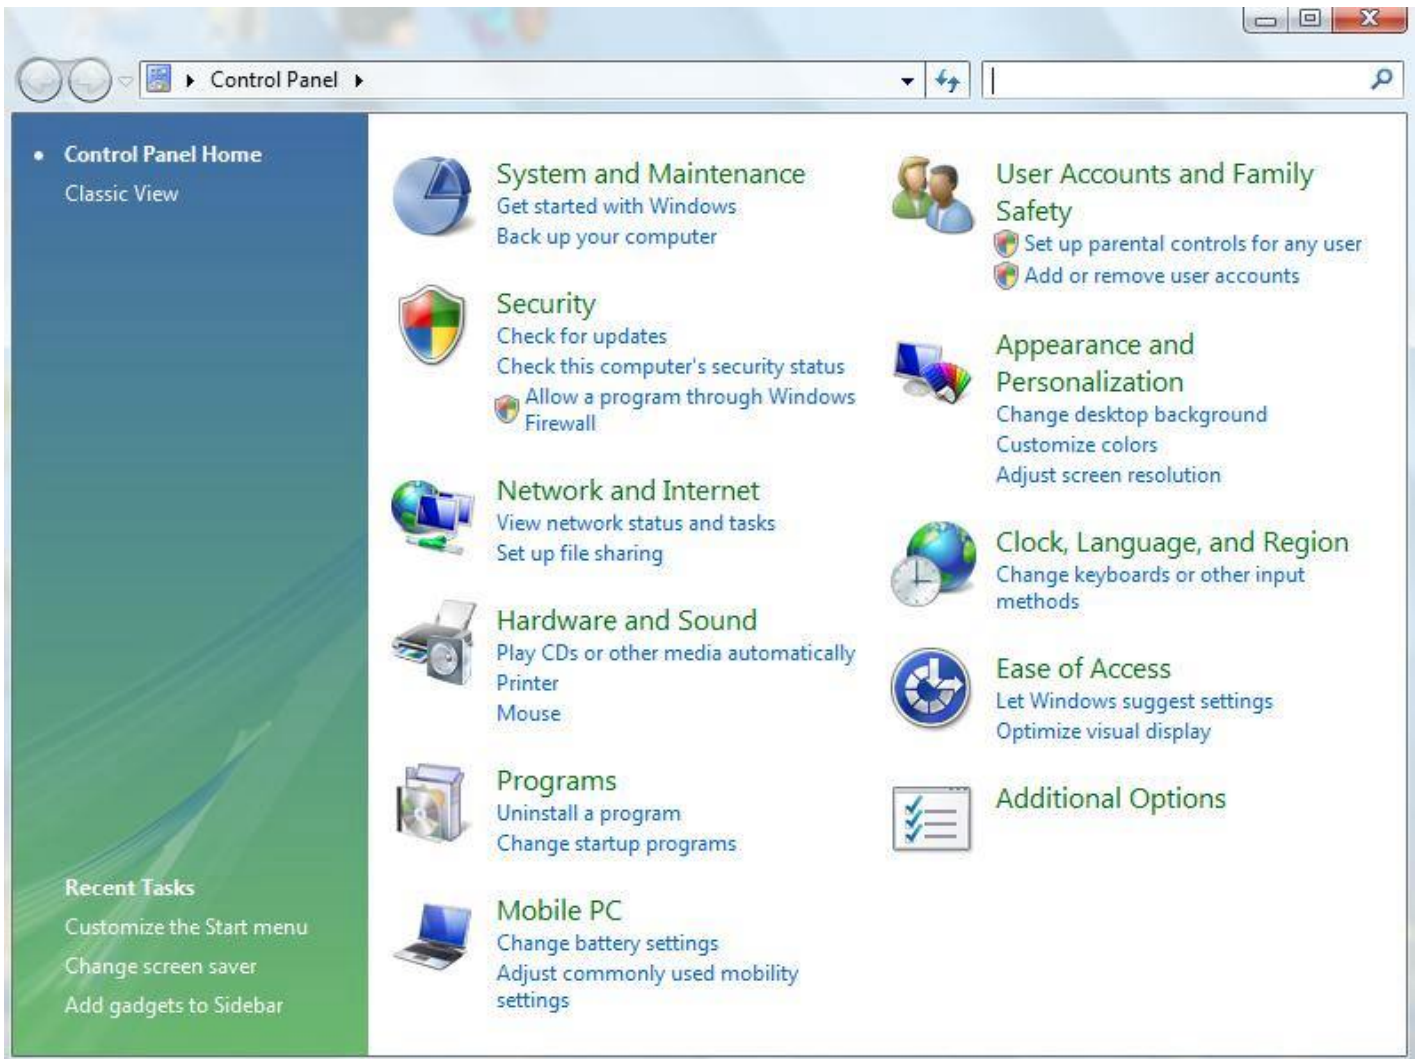 Control Panel
Control Panel Home
Classic View
Recent Tasks
Customize the Start menu
Change screen saver
Add gadgets to Sidebar
System and Maintenance
Get started with Windows
Back up your computer
Security
Check for updates
Check this computer's security status
Allow a program through Windows
Firewall
Network and Internet
View network status and tasks
Set up file sharing
Hardware and Sound
Play CDs or other media automatically
Printer
Mouse
Programs
Uninstall a program
Change startup programs
Mobile PC
Change battery settings
Adjust commonly used mobility
settings
User Accounts and Family
Safety
Set up parental controls for any user
Add or remove user accounts
Appearance and
Personalization
Change desktop background
Customize colors
Adjust screen resolution
Clock, Language, and Region
Change keyboards or other input
methods
Ease of Access
Let Windows suggest settings
Optimize visual display
Additional Options